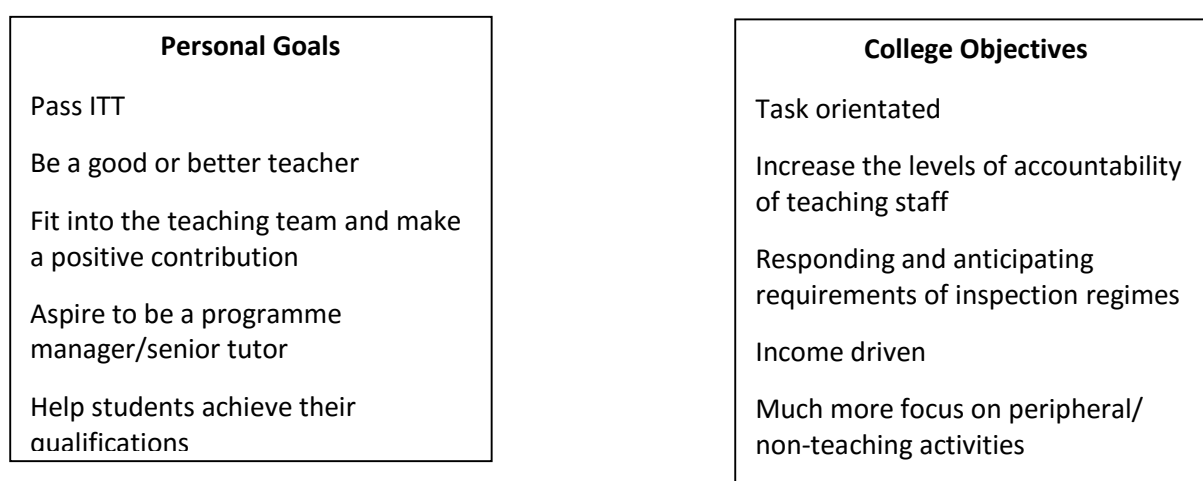 Personal Goals
Pass ITT
Be a good or better teacher
Fit into the teaching team and make
a positive contribution
Aspire to be a programme
manager/senior tutor
Help students achieve their
qualifications
College Objectives
Task orientated
Increase the levels of accountability
of teaching staff
Responding and anticipating
requirements of inspection regimes
Income driven
Much more focus on peripheral/
non-teaching activities